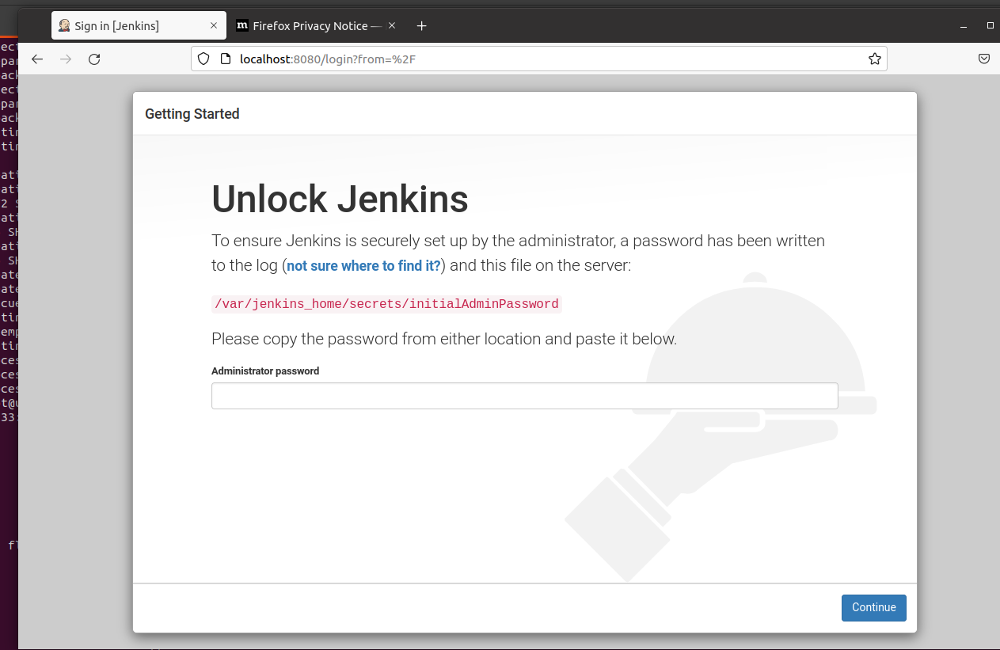 Sign in [Jenkins]
Firefox Privacy Notice —
localhost:8080/login?from=%2F
Getting Started
Unlock Jenkins
To ensure Jenkins is securely set up by the administrator, a password has been written
to the log (not sure where to find it?) and this file on the server:
/var/jenkins_home/secrets/initialAdminPassword
Please copy the password from either location and paste it below.
Administrator password
Continue